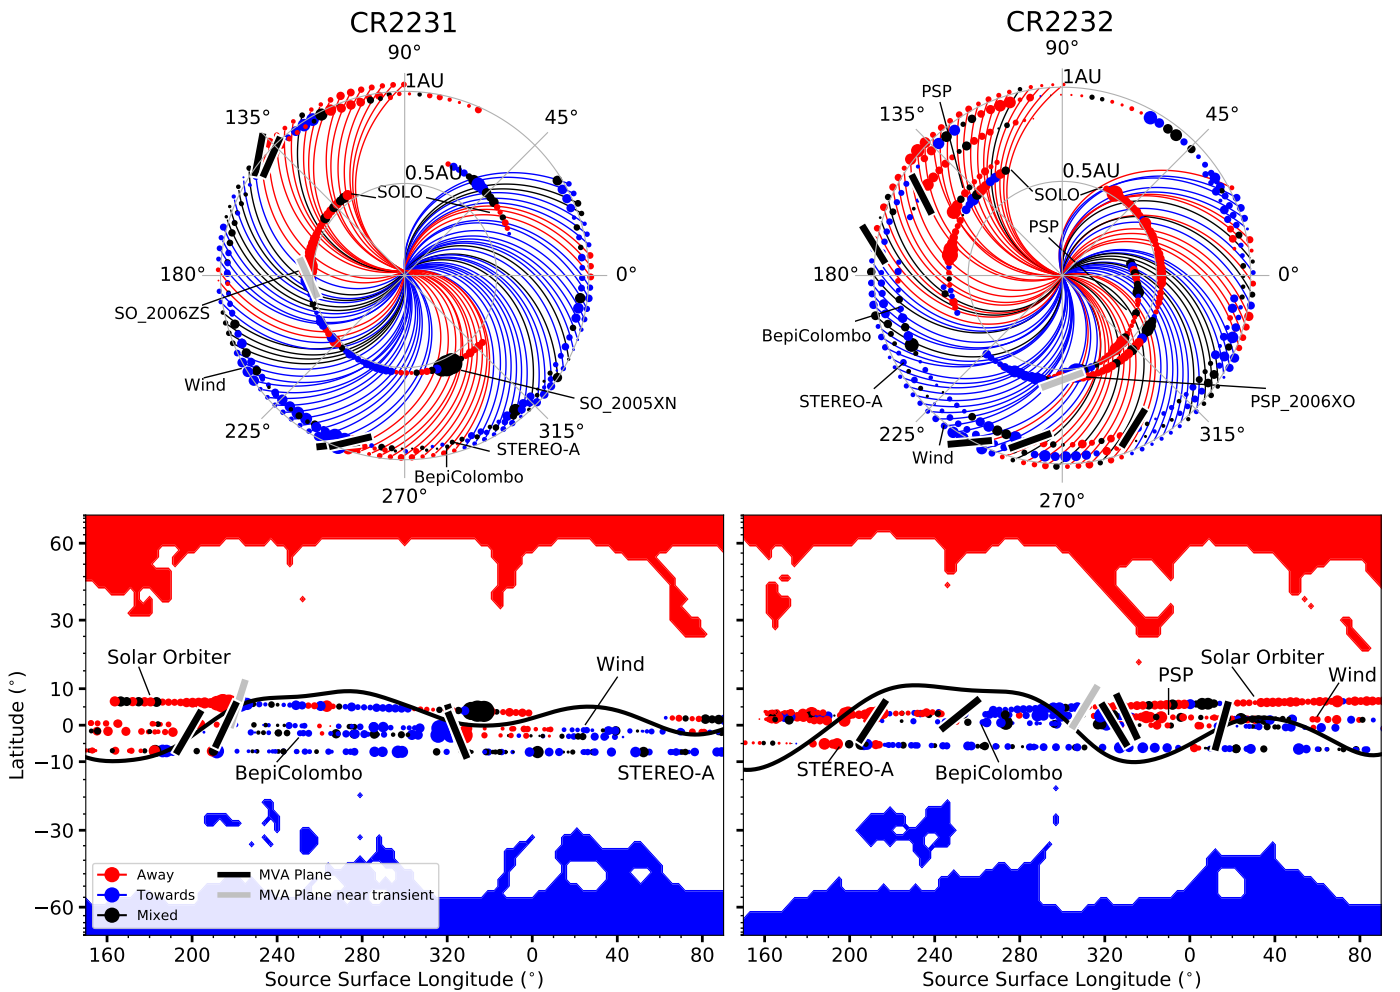 CR2231
90°
1AU
135°
45°
0.5AU
SOLO
180°
0°
SO_2006ZS
Wind
SO_2005XN
225°
315°
STEREO-A
BepiColombo
270°
CR2232
90°
1AU
PSP
135°
45°
0.5AU
SOLO
PSP
180°
0°
BepiColombo
STEREO-A
PSP_2006XO
225°
315°
Wind
270°
60
30
10
0
−10
−30
−60
Latitude (°)
Solar Orbiter
Wind
BepiColombo
STEREO-A
Away
Towards
Mixed
MVA Plane
MVA Plane near transient
160 200 240 280 320 0 40 80
Source Surface Longitude (°)
PSP
Solar Orbiter
Wind
STEREO-A
BepiColombo
160 200 240 280 320 0 40 80
Source Surface Longitude (°)